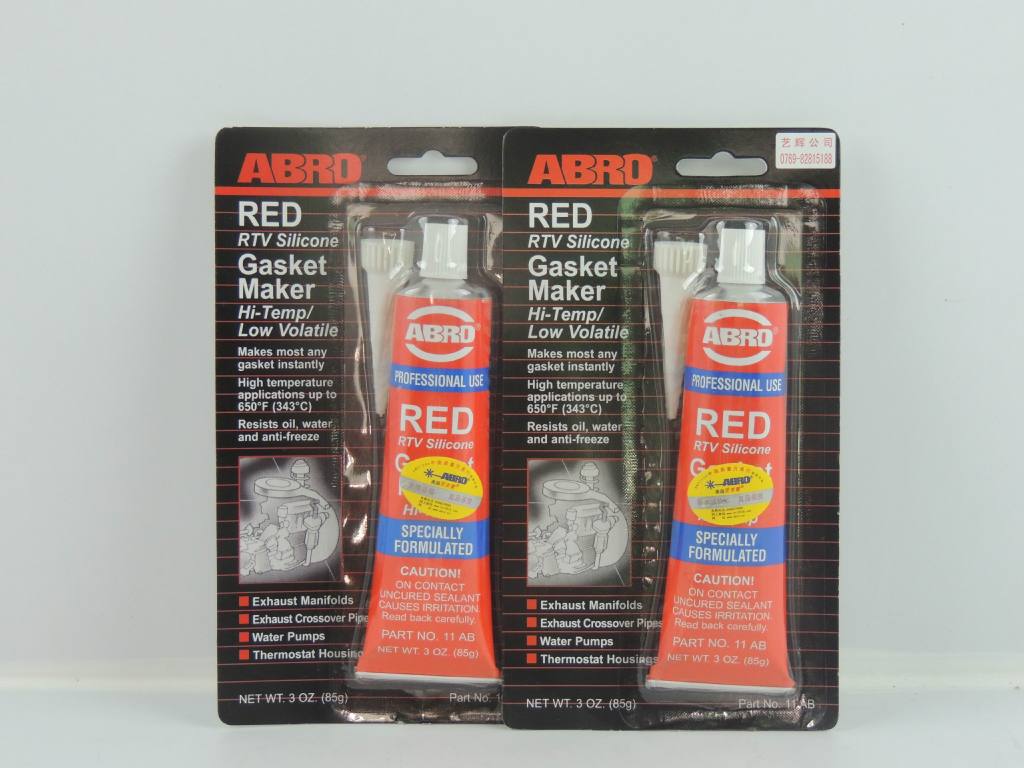 ABRO
RED
RTV Silicone
Gasket
Maker
Hi-Temp/
Low Volatile
Makes most any
gasket instantly
High temperature
applications up to
650°F (343°C)
Resists oil, water
and anti-freeze
Exhaust Manifolds
Exhaust Crossover Pipe
Water Pumps
Thermostat Housing
NET WT. 3 OZ. (85g)
Part No. 1
ABRO®
PROFESSIONAL USE
RED
RTV Silicone
ABRO
SPECIALLY
FORMULATED
CAUTION!
ON CONTACT
UNCURED SEALANT
CAUSES IRRITATION.
Read back carefully.
PART NO. 11 AB
NET WT. 3 OZ. (85g)
ABRO®
艺辉公司
0769-82815188
RED
RTV Silicone
Gasket
Maker
Hi-Temp/
Low Volatile
Makes most any
gasket instantly
High temperature
applications up to
650°F (343°C)
Resists oil, water
and anti-freeze
Exhaust Manifolds
Exhaust Crossover Pipes
Water Pumps
Thermostat Housings
NET WT. 3 OZ. (85g)
Part No. 11 AB
ABRO®
PROFESSIONAL USE
RED
RTV Silicone
ABRO
SPECIALLY
FORMULATED
CAUTION!
ON CONTACT
UNCURED SEALANT
CAUSES IRRITATION.
Read back carefully.
PART NO. 11 AB
NET WT. 3 OZ. (85g)